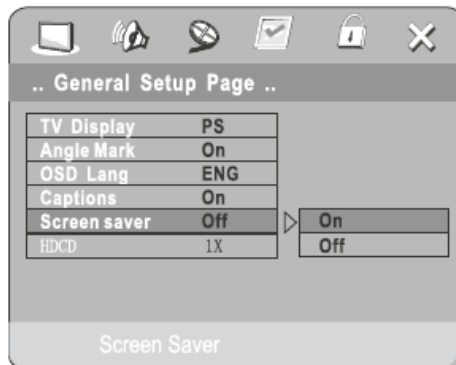 .. General Setup Page ..
TV Display PS
Angle Mark On
OSD Lang ENG
Captions On
Screen saver Off On
HDCD 1X Off
Screen Saver